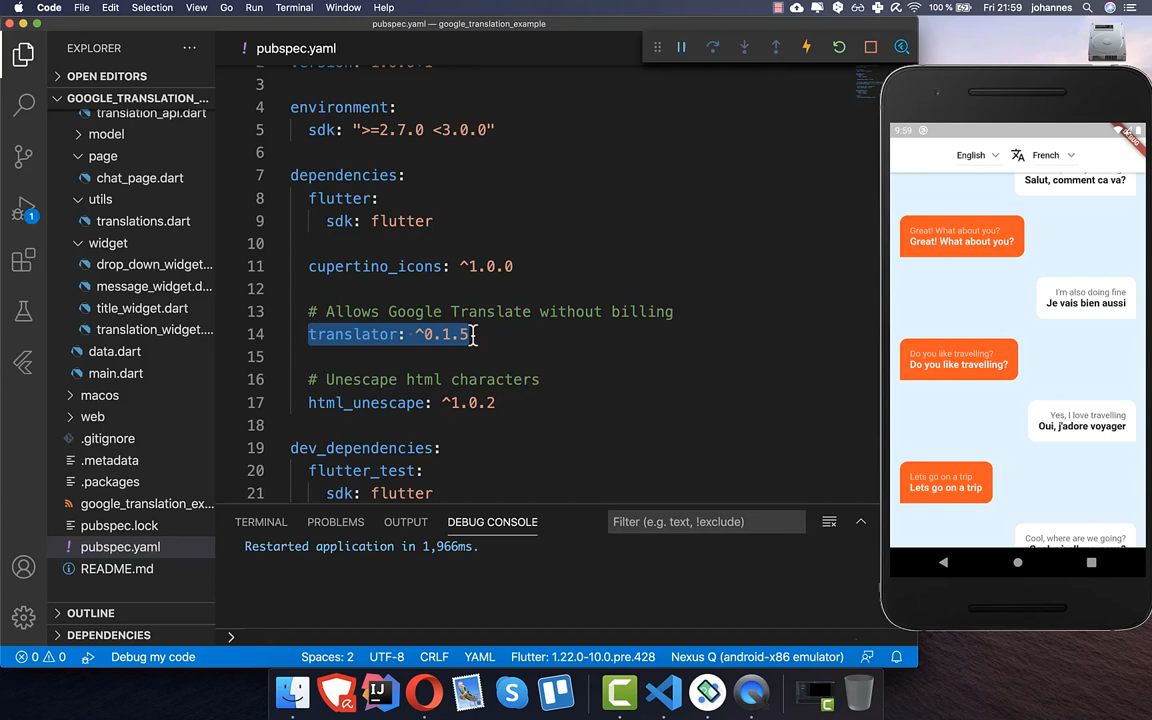 Code File Edit Selection View Go Run Terminal Window Help
100 % Fri 21:59 johannes
pubspec.yaml — google_translation_example
EXPLORER
OPEN EDITORS
GOOGLE_TRANSLATION_...
translation_api.dart
model
page
chat_page.dart
utils
translations.dart
widget
drop_down_widget...
message_widget.d...
title_widget.dart
translation_widget....
data.dart
main.dart
macos
web
.gitignore
.metadata
.packages
google_translation_ex...
pubspec.lock
! pubspec.yaml
README.md
OUTLINE
DEPENDENCIES
1
! pubspec.yaml
3
4 environment:
5 sdk: ">=2.7.0 <3.0.0"
6
7 dependencies:
8 flutter:
9 sdk: flutter
10
11 cupertino_icons: ^1.0.0
12
13 # Allows Google Translate without billing
14 translator: ^0.1.5
15
16 # Unescape html characters
17 html_unescape: ^1.0.2
18
19 dev_dependencies:
20 flutter_test:
21 sdk: flutter
TERMINAL PROBLEMS OUTPUT DEBUG CONSOLE
Filter (e.g. text, !exclude)
Restarted application in 1,966ms.
0 0 Debug my code Spaces: 2 UTF-8 CRLF YAML Flutter: 1.22.0-10.0.pre.428 Nexus Q (android-x86 emulator)
9:59
English French
Salut, comment ca va?
Great! What about you?
Great! What about you?
I'm also doing fine
Je vais bien aussi
Do you like travelling?
Do you like travelling?
Yes, I love travelling
Oui, j'adore voyager
Lets go on a trip
Lets go on a trip
Cool, where are we going?